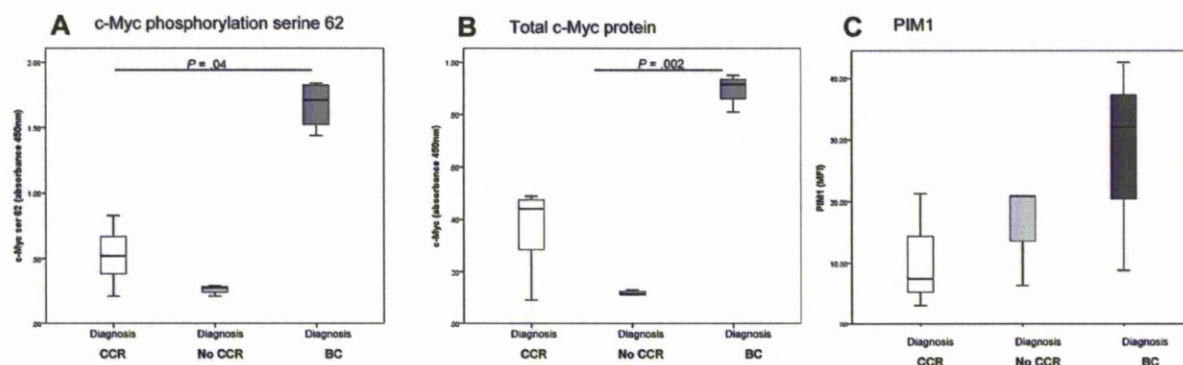 A c-Myc phosphorylation serine 62
P = .04
c-Myc ser 62 (absorbance 450nm)
2.00
1.50
1.00
.50
.00
Diagnosis Diagnosis Diagnosis
CCR No CCR BC
B Total c-Myc protein
P = .002
c-Myc (absorbance 450nm)
1.00
.80
.60
.40
.20
.00
Diagnosis Diagnosis Diagnosis
CCR No CCR BC
C PIM1
PIM1 (MFI)
40.00
30.00
20.00
10.00
.00
Diagnosis Diagnosis Diagnosis
CCR No CCR BC